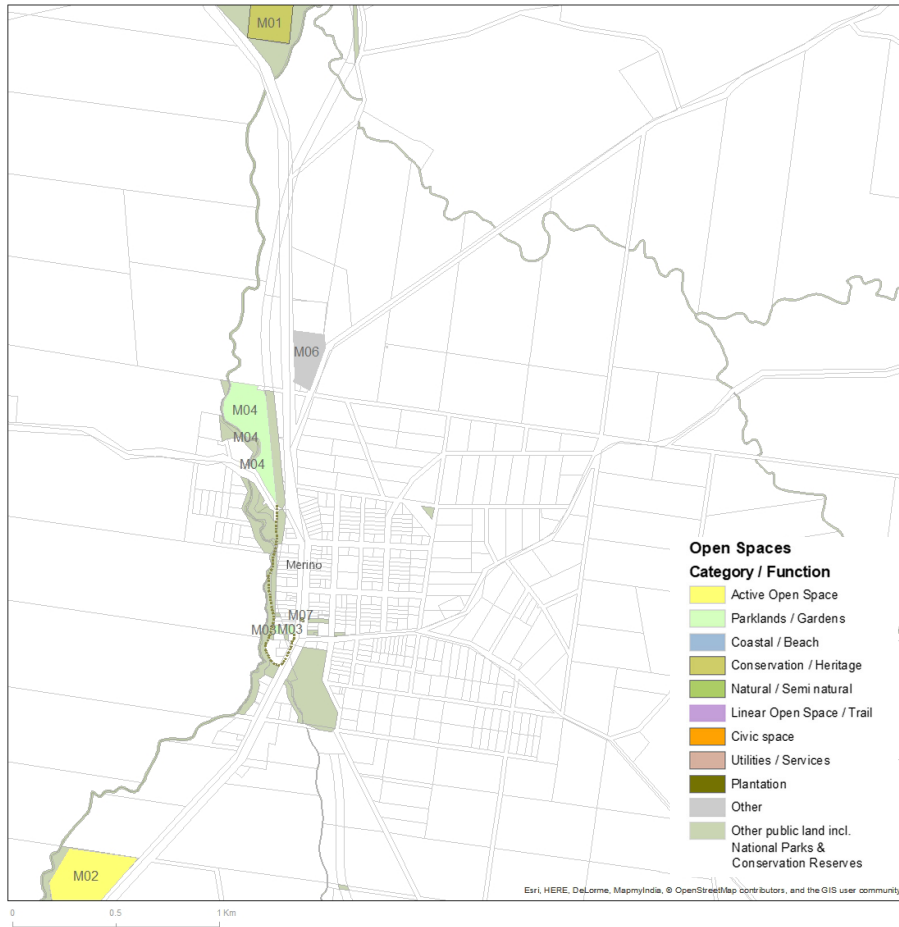 M01
M06
M04
M04
M04
Merino
M07
M03
M03
M02
Open Spaces
Category / Function
Active Open Space
Parklands / Gardens
Coastal / Beach
Conservation / Heritage
Natural / Semi natural
Linear Open Space / Trail
Civic space
Utilities / Services
Plantation
Other
Other public land incl.
National Parks &
Conservation Reserves
Esri, HERE, DeLorme, MapmyIndia, © OpenStreetMap contributors, and the GIS user community
0 0.5 1 Km